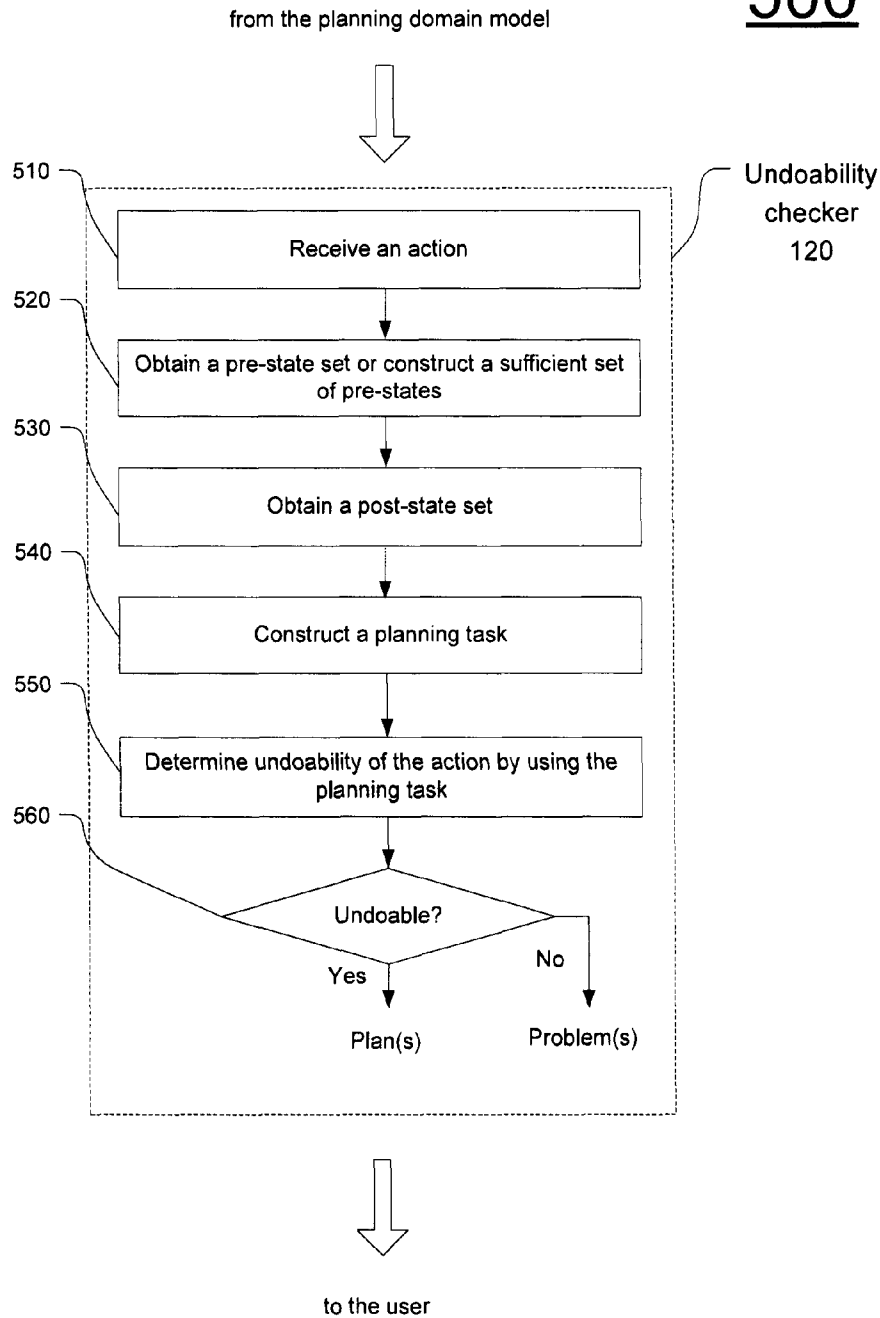 from the planning domain model
500
510
Undoability
checker
120
Receive an action
520
Obtain a pre-state set or construct a sufficient set
of pre-states
530
Obtain a post-state set
540
Construct a planning task
550
Determine undoability of the action by using the
planning task
560
Undoable?
Yes
No
Plan(s)
Problem(s)
to the user